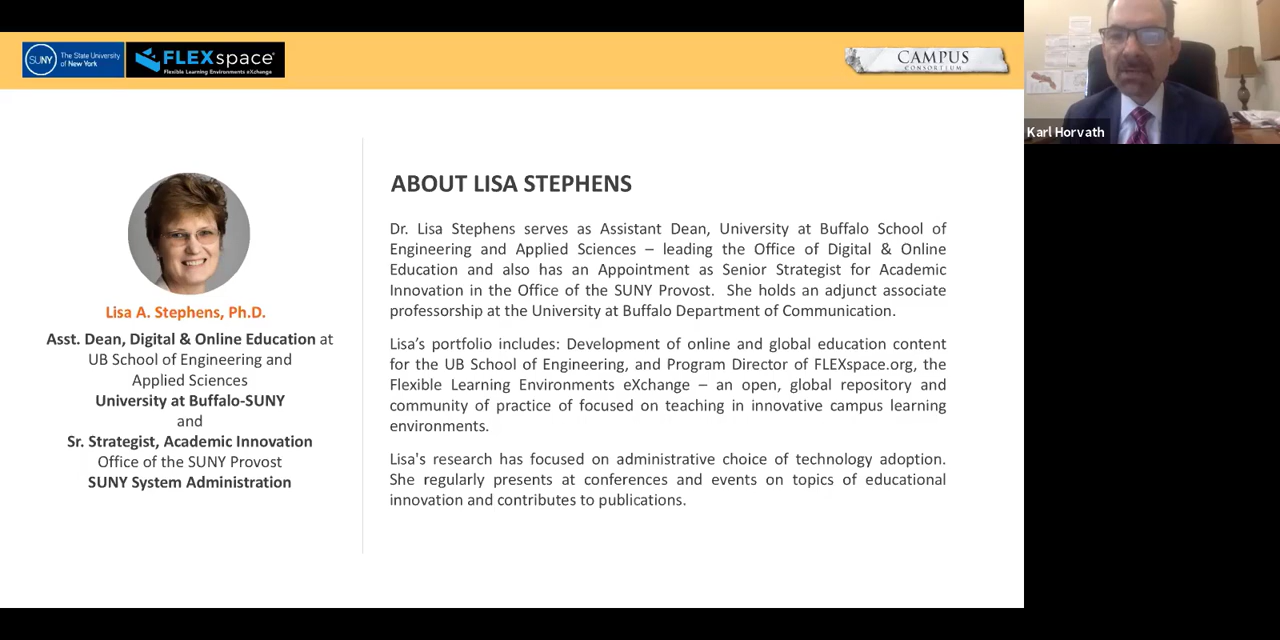 SUNY
The State University
of New York
FLEXspace®
Flexible Learning Environments eXchange
CAMPUS
CONSORTIUM
Karl Horvath
Lisa A. Stephens, Ph.D.
Asst. Dean, Digital & Online Education at
UB School of Engineering and
Applied Sciences
University at Buffalo-SUNY
and
Sr. Strategist, Academic Innovation
Office of the SUNY Provost
SUNY System Administration
ABOUT LISA STEPHENS
Dr. Lisa Stephens serves as Assistant Dean, University at Buffalo School of
Engineering and Applied Sciences – leading the Office of Digital & Online
Education and also has an Appointment as Senior Strategist for Academic
Innovation in the Office of the SUNY Provost. She holds an adjunct associate
professorship at the University at Buffalo Department of Communication.
Lisa’s portfolio includes: Development of online and global education content
for the UB School of Engineering, and Program Director of FLEXspace.org, the
Flexible Learning Environments eXchange – an open, global repository and
community of practice of focused on teaching in innovative campus learning
environments.
Lisa's research has focused on administrative choice of technology adoption.
She regularly presents at conferences and events on topics of educational
innovation and contributes to publications.